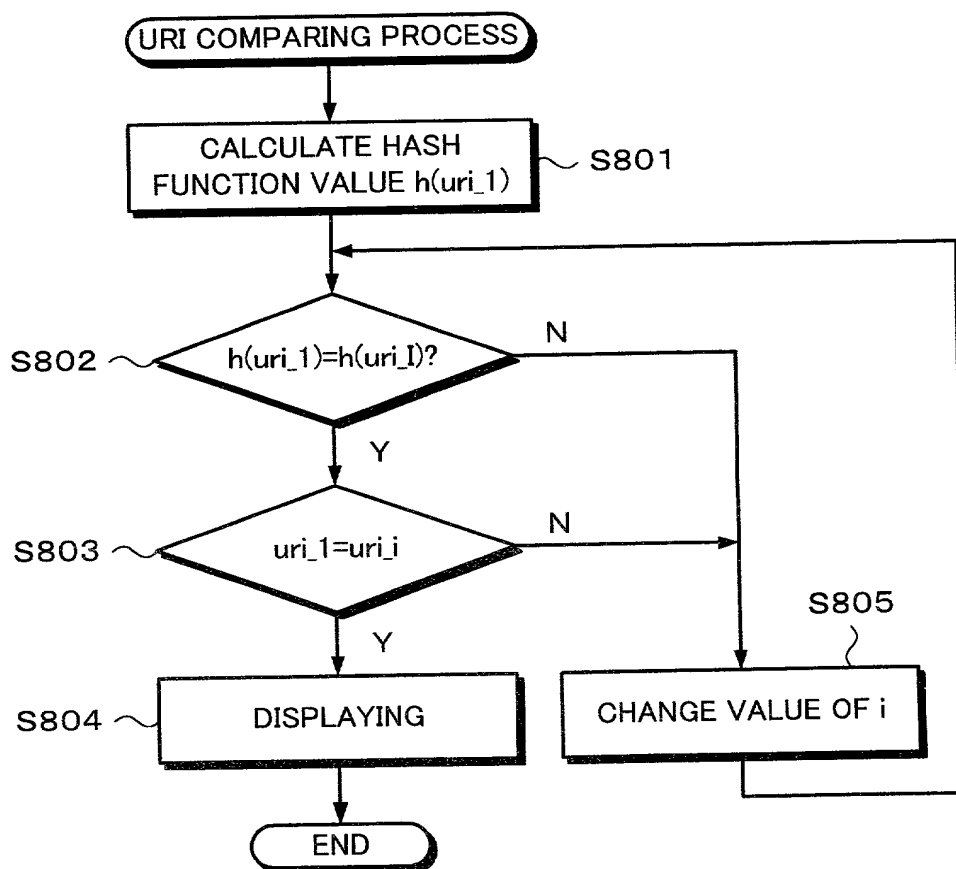 URI COMPARING PROCESS
CALCULATE HASH
FUNCTION VALUE h(uri_1)
S801
h(uri_1)=h(uri_I)?
S802
N
Y
uri_1=uri_i
S803
N
Y
S805
DISPLAYING
S804
CHANGE VALUE OF i
END